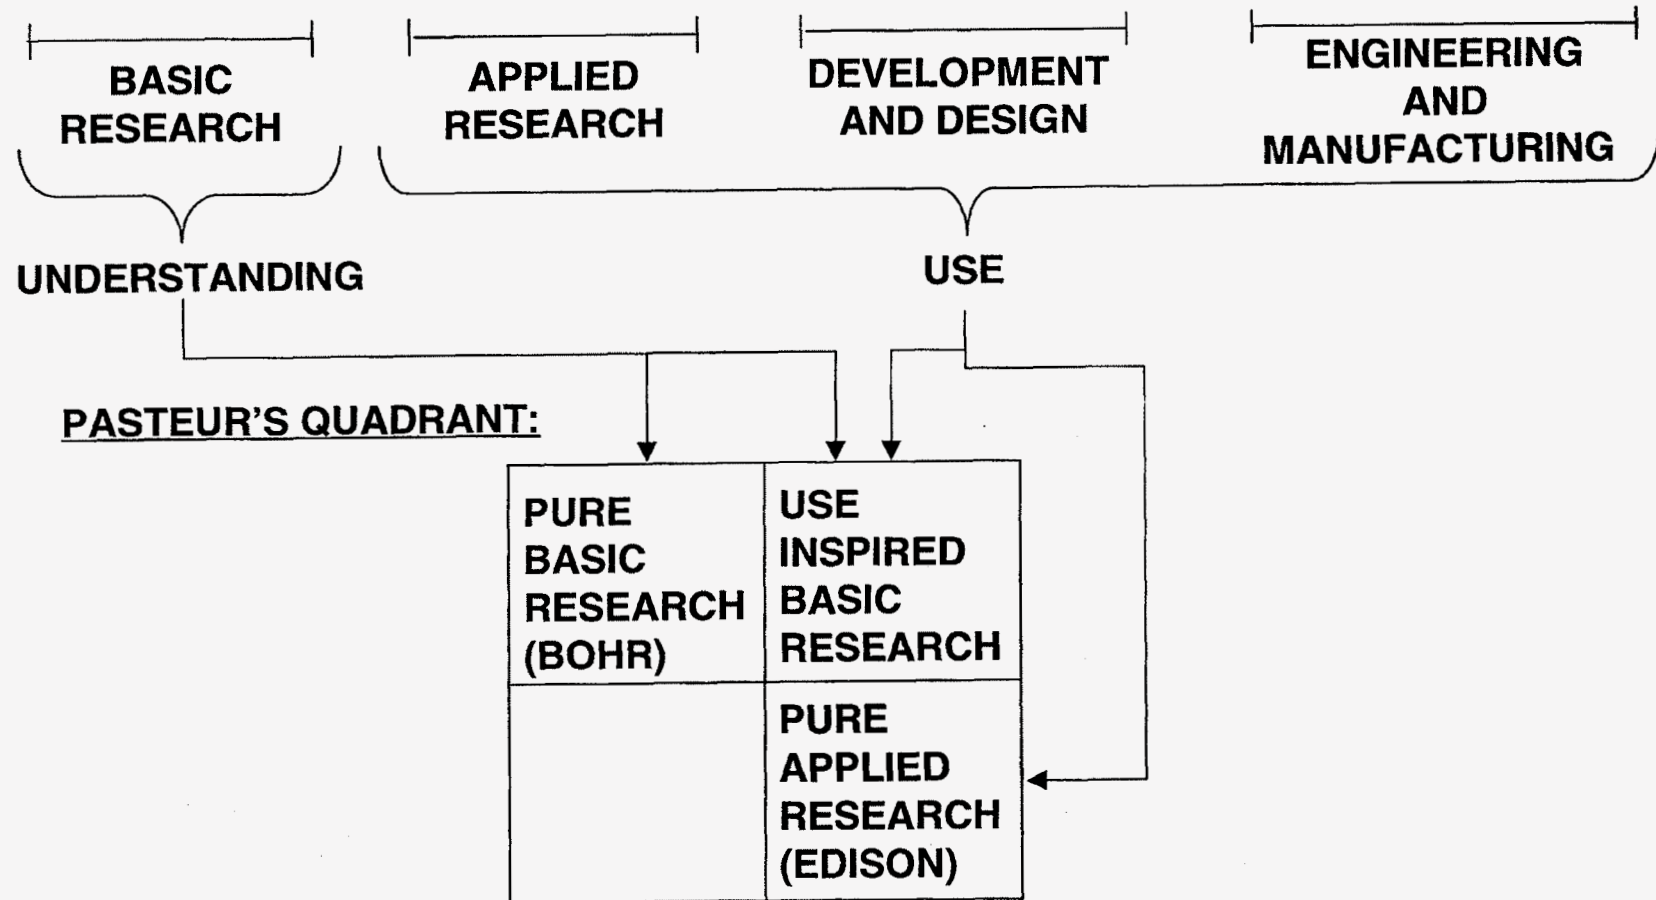 BASIC
RESEARCH
APPLIED
RESEARCH
DEVELOPMENT
AND DESIGN
ENGINEERING
AND
MANUFACTURING
UNDERSTANDING
USE
PASTEUR'S QUADRANT:
PURE
BASIC
RESEARCH
(BOHR)
USE
INSPIRED
BASIC
RESEARCH
PURE
APPLIED
RESEARCH
(EDISON)